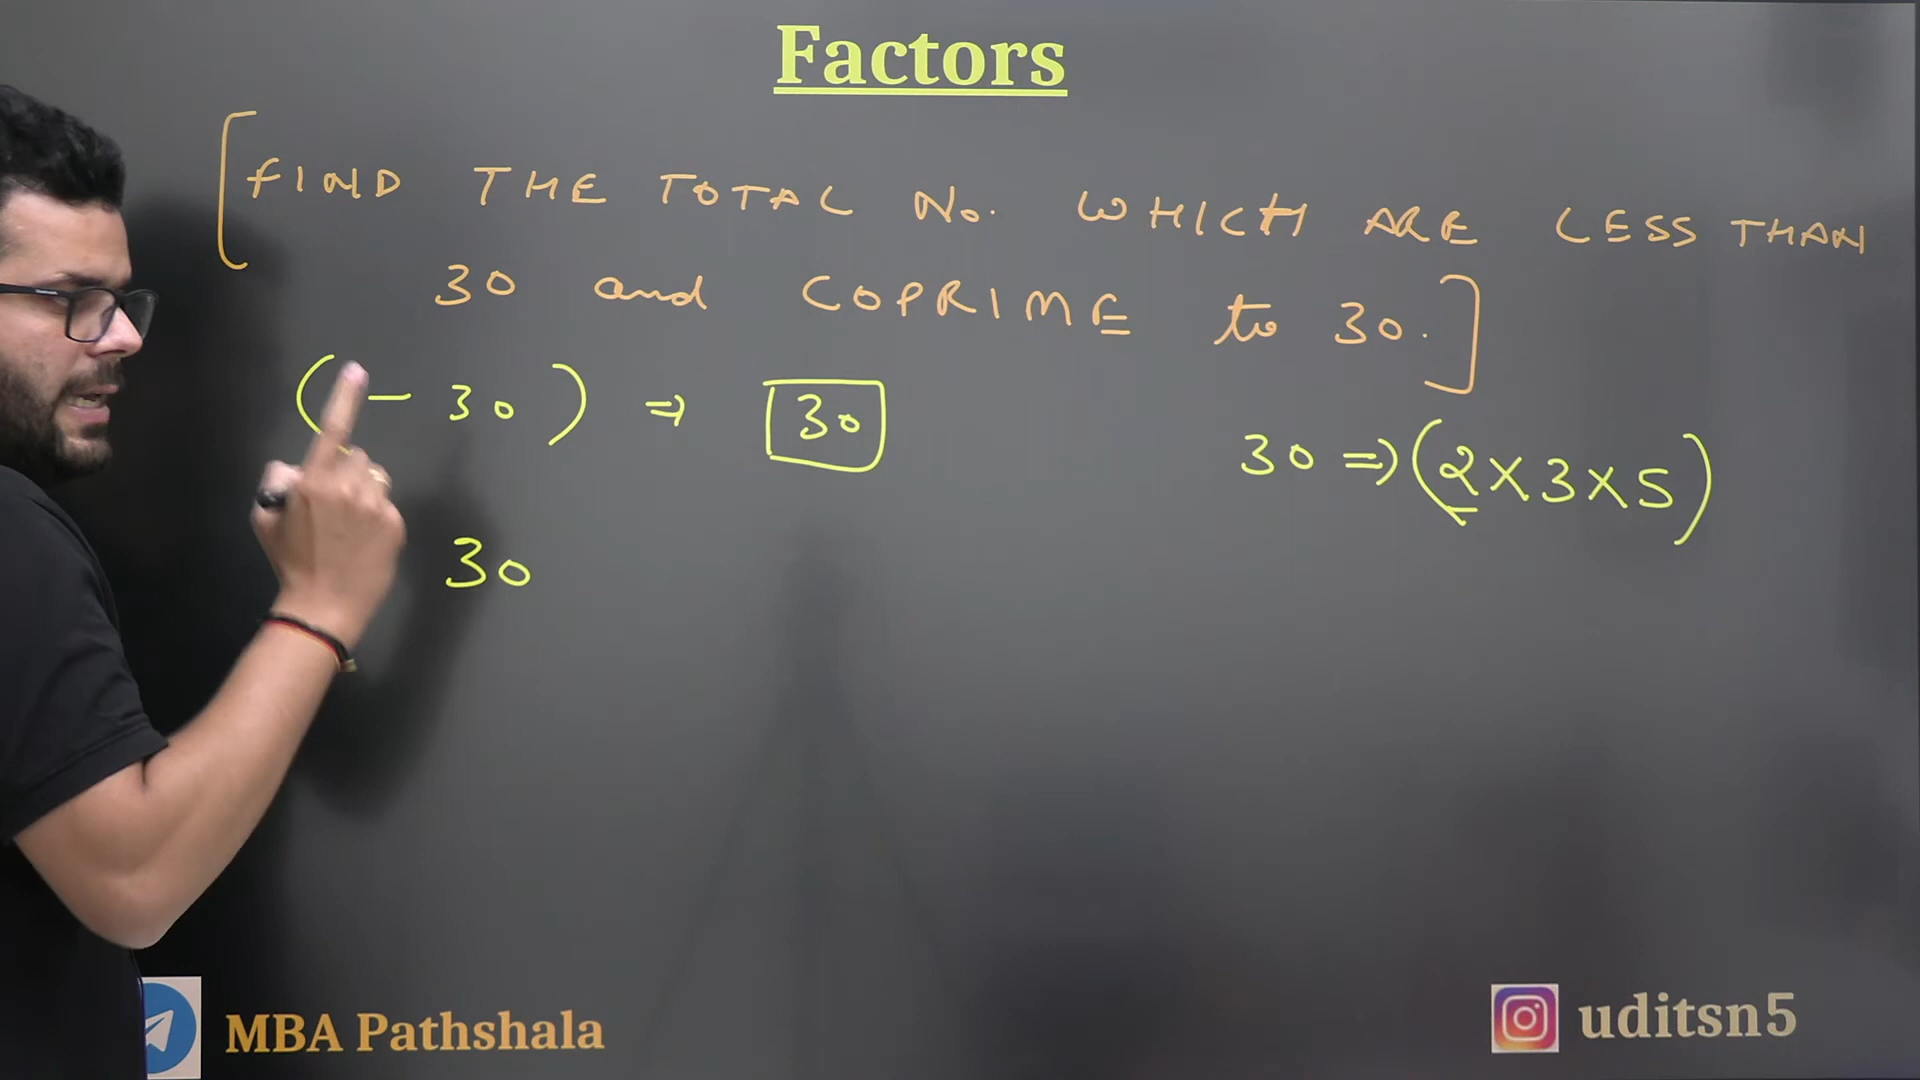 Factors
[FIND THE TOTAL No. WHICH ARE LESS THAN
30 and COPRIME to 30.]
( – 30 ) ⇒ 30
30 ⇒ (2 × 3 × 5)
30
MBA Pathshala
uditsn5